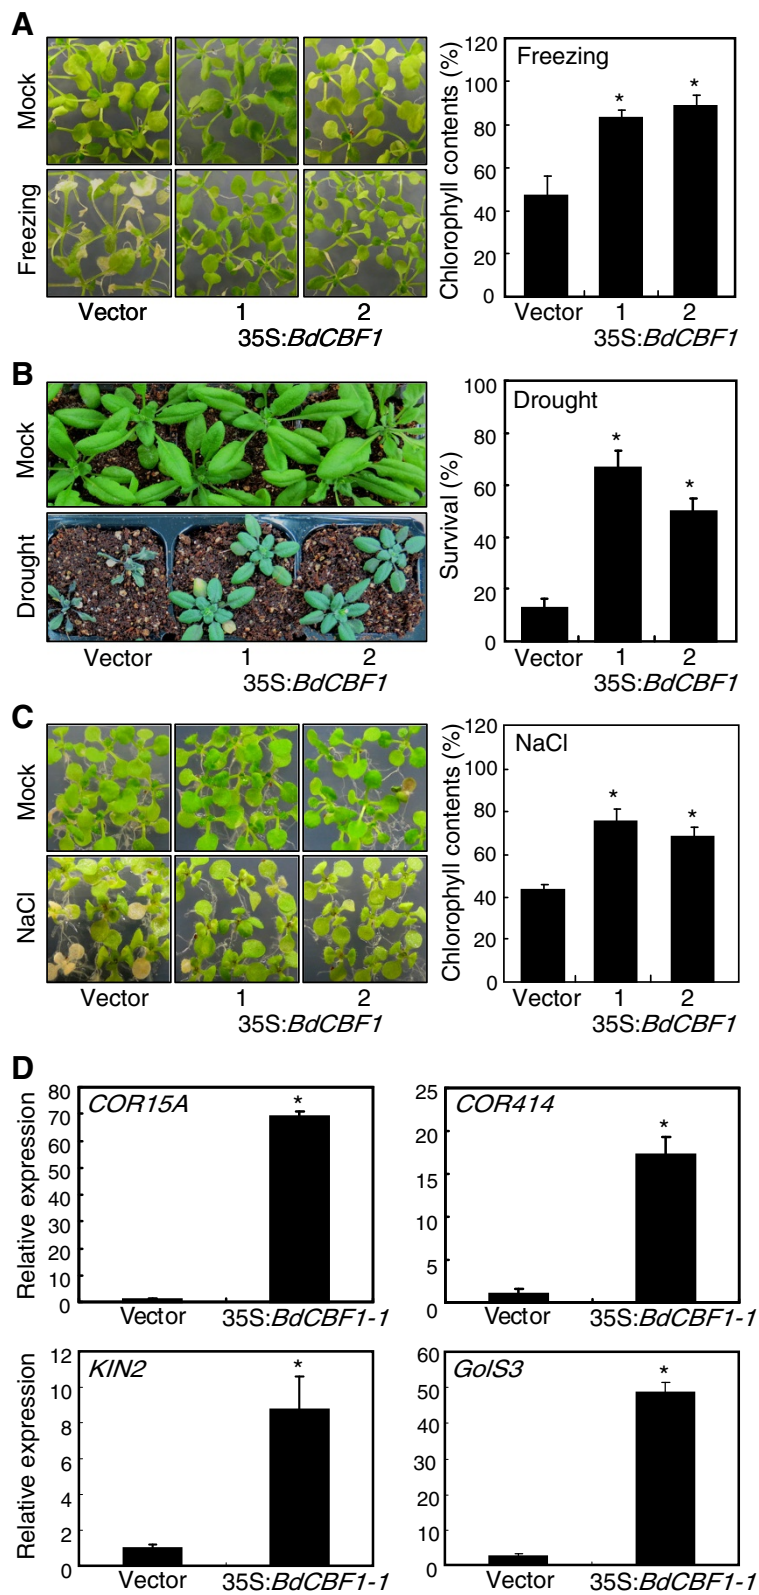 A
Mock
Freezing
Vector 1 2
35S:BdCBF1
Chlorophyll contents (%)
120
100
80
60
40
20
0
Freezing
* *
Vector 1 2
35S:BdCBF1
B
Mock
Drought
Vector 1 2
35S:BdCBF1
Survival (%)
100
80
60
40
20
0
Drought
* *
Vector 1 2
35S:BdCBF1
C
Mock
NaCl
Vector 1 2
35S:BdCBF1
Chlorophyll contents (%)
120
100
80
60
40
20
0
NaCl
* *
Vector 1 2
35S:BdCBF1
D
Relative expression
80
70
60
50
40
30
20
10
0
COR15A
*
Vector 35S:BdCBF1-1
25
20
15
10
5
0
COR414
*
Vector 35S:BdCBF1-1
Relative expression
12
10
8
6
4
2
0
KIN2
*
Vector 35S:BdCBF1-1
60
50
40
30
20
10
0
GolS3
*
Vector 35S:BdCBF1-1